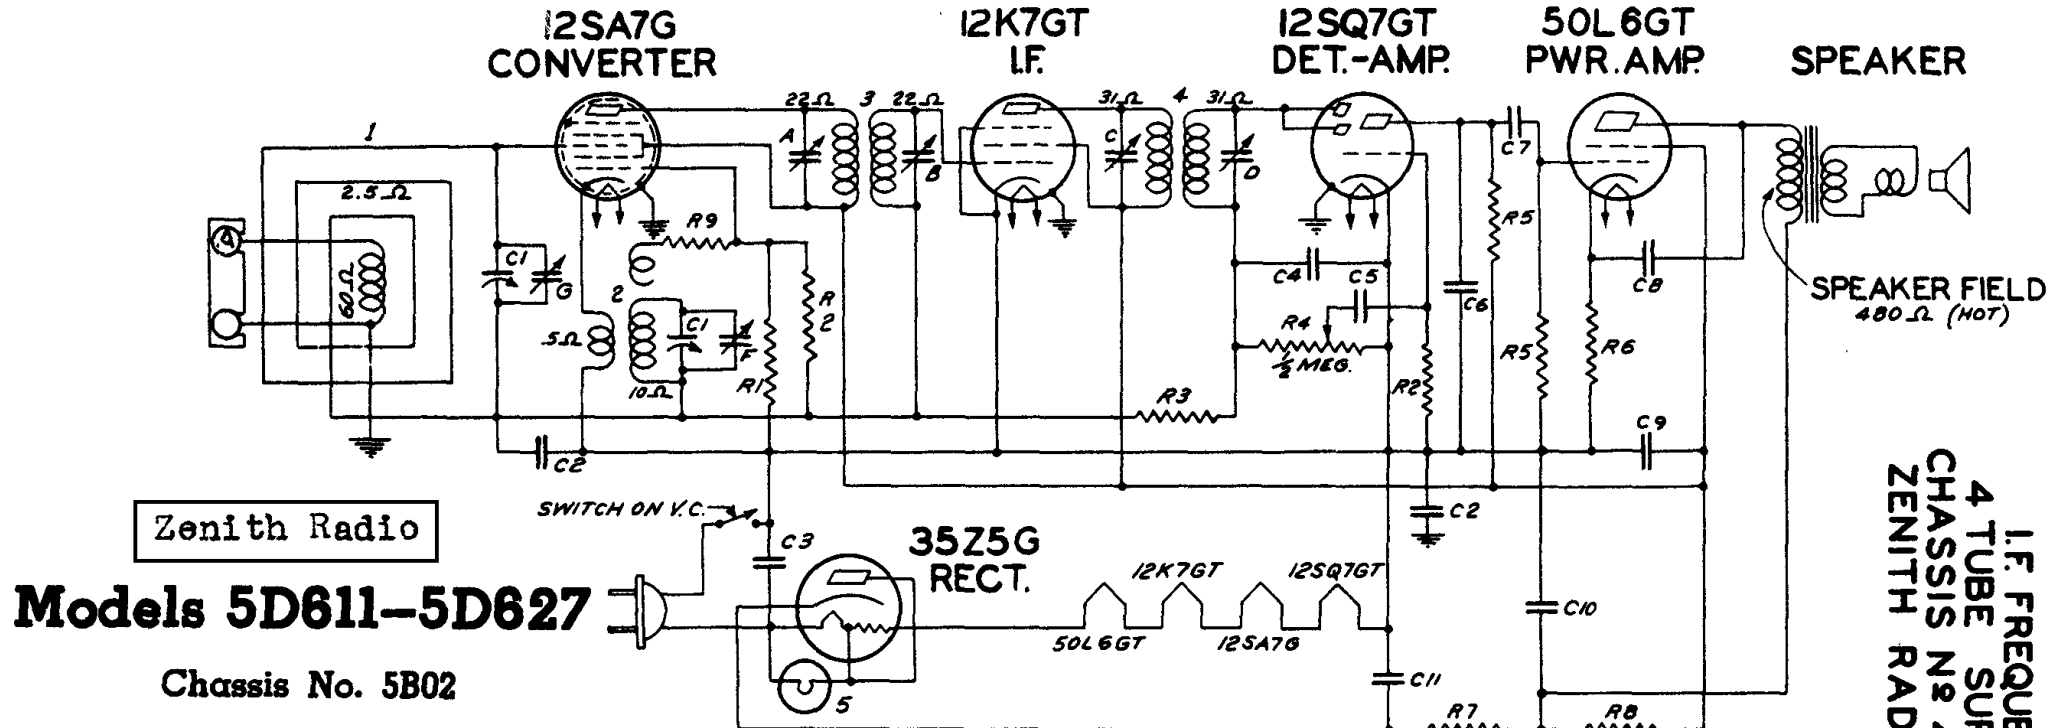 12SA7G
CONVERTER
12K7GT
I.F.
12SQ7GT
DET.-AMP.
50L6GT
PWR. AMP.
SPEAKER
1
22Ω
3
22Ω
31Ω
4
31Ω
A
B
C
D
C7
2.5Ω
R9
R5
60Ω
C1
G
2
C4
C5
C6
C8
SPEAKER FIELD
480Ω (HOT)
.5Ω
C1
F
R
2
R4
½ MEG.
R5
R6
10Ω
R1
R3
R2
C2
C9
SWITCH ON V.C.
C2
Zenith Radio
C3
35Z5G
RECT.
12K7GT
12SQ7GT
Models 5D611–5D627
C10
50L6GT
12SA7G
Chassis No. 5B02
5
C11
R7
R8
I.F. FREQUE
4 TUBE SU
CHASSIS Nº
ZENITH RAD